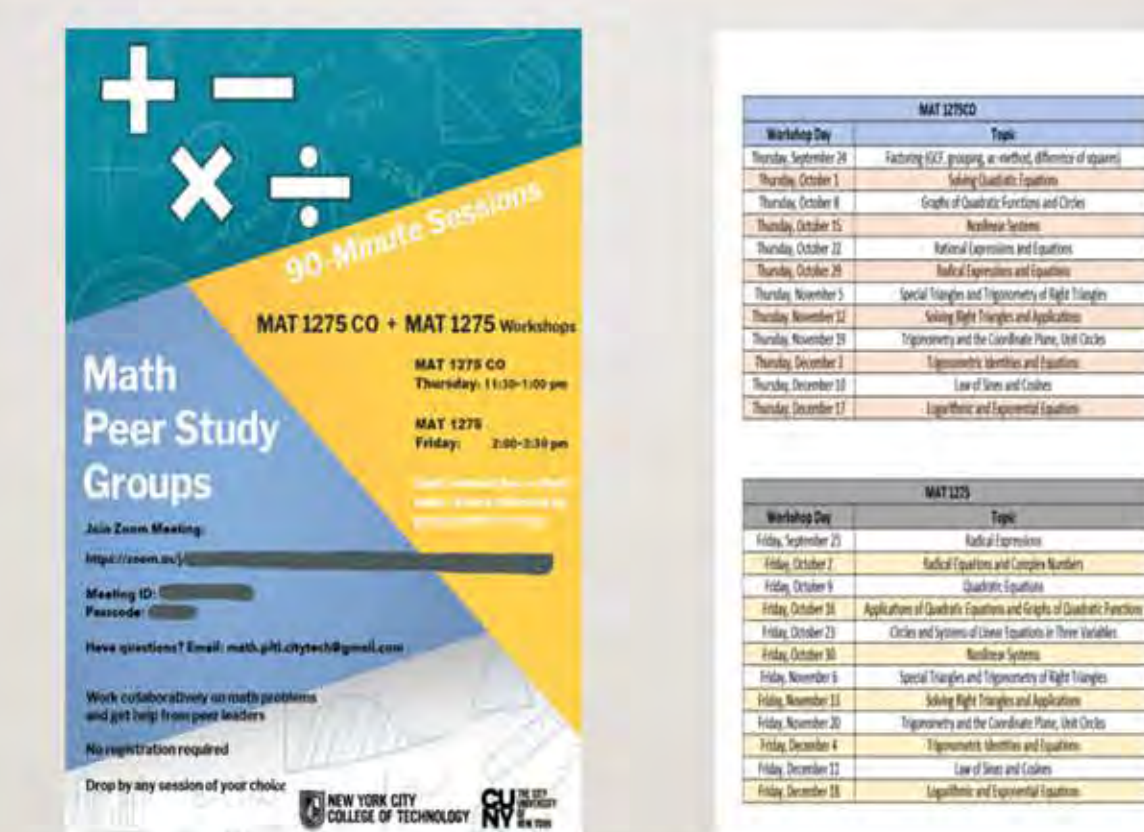 90-Minute Sessions
MAT 1275 CO + MAT 1275 Workshops
MAT 1275 CO
Thursday: 11:30-1:00 pm
MAT 1275
Friday: 2:00-3:30 pm
Math
Peer Study
Groups
Join Zoom Meeting:
https://zoom.us/j/
Meeting ID:
Passcode:
Have questions? Email: math.plti.citytech@gmail.com
Work collaboratively on math problems
and get help from peer leaders
No registration required
Drop by any session of your choice
NEW YORK CITY
COLLEGE OF TECHNOLOGY
CUNY
THE CITY
UNIVERSITY
OF
NEW YORK
MAT 1275CO
Workshop Day Topic
Thursday, September 24 Factoring (GCF, grouping, ac-method, difference of squares)
Thursday, October 1 Solving Quadratic Equations
Thursday, October 8 Graphs of Quadratic Functions and Circles
Thursday, October 15 Nonlinear Systems
Thursday, October 22 Rational Expressions and Equations
Thursday, October 29 Radical Expressions and Equations
Thursday, November 5 Special Triangles and Trigonometry of Right Triangles
Thursday, November 12 Solving Right Triangles and Applications
Thursday, November 19 Trigonometry and the Coordinate Plane, Unit Circles
Thursday, December 3 Trigonometric Identities and Equations
Thursday, December 10 Law of Sines and Cosines
Thursday, December 17 Logarithmic and Exponential Equations
MAT 1275
Workshop Day Topic
Friday, September 25 Radical Expressions
Friday, October 2 Radical Equations and Complex Numbers
Friday, October 9 Quadratic Equations
Friday, October 16 Applications of Quadratic Equations and Graphs of Quadratic Functions
Friday, October 23 Circles and Systems of Linear Equations in Three Variables
Friday, October 30 Nonlinear Systems
Friday, November 6 Special Triangles and Trigonometry of Right Triangles
Friday, November 13 Solving Right Triangles and Applications
Friday, November 20 Trigonometry and the Coordinate Plane, Unit Circles
Friday, December 4 Trigonometric Identities and Equations
Friday, December 11 Law of Sines and Cosines
Friday, December 18 Logarithmic and Exponential Equations